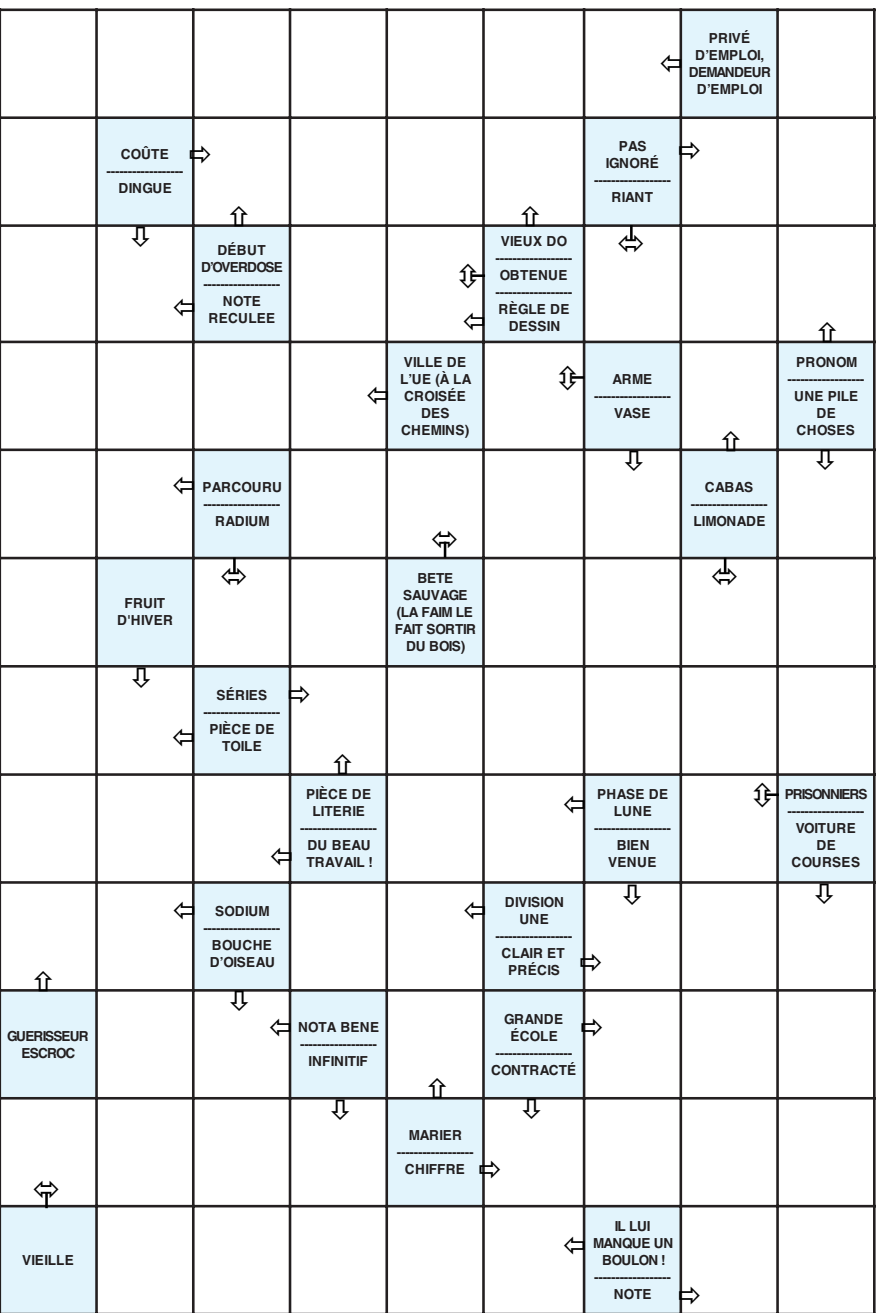 PRIVÉ
D'EMPLOI,
DEMANDEUR
D'EMPLOI
COÛTE
-------------------
DINGUE
PAS
IGNORÉ
-------------------
RIANT
DÉBUT
D'OVERDOSE
-------------------
NOTE
RECULEE
VIEUX DO
-------------------
OBTENUE
-------------------
RÈGLE DE
DESSIN
VILLE DE
L'UE (À LA
CROISÉE
DES
CHEMINS)
ARME
-------------------
VASE
PRONOM
-------------------
UNE PILE
DE
CHOSES
PARCOURU
-------------------
RADIUM
CABAS
-------------------
LIMONADE
FRUIT
D'HIVER
BETE
SAUVAGE
(LA FAIM LE
FAIT SORTIR
DU BOIS)
SÉRIES
-------------------
PIÈCE DE
TOILE
PIÈCE DE
LITERIE
-------------------
DU BEAU
TRAVAIL !
PHASE DE
LUNE
-------------------
BIEN
VENUE
PRISONNIERS
-------------------
VOITURE
DE
COURSES
SODIUM
-------------------
BOUCHE
D'OISEAU
DIVISION
UNE
-------------------
CLAIR ET
PRÉCIS
GUERISSEUR
ESCROC
NOTA BENE
-------------------
INFINITIF
GRANDE
ÉCOLE
-------------------
CONTRACTÉ
MARIER
-------------------
CHIFFRE
VIEILLE
IL LUI
MANQUE UN
BOULON !
-------------------
NOTE